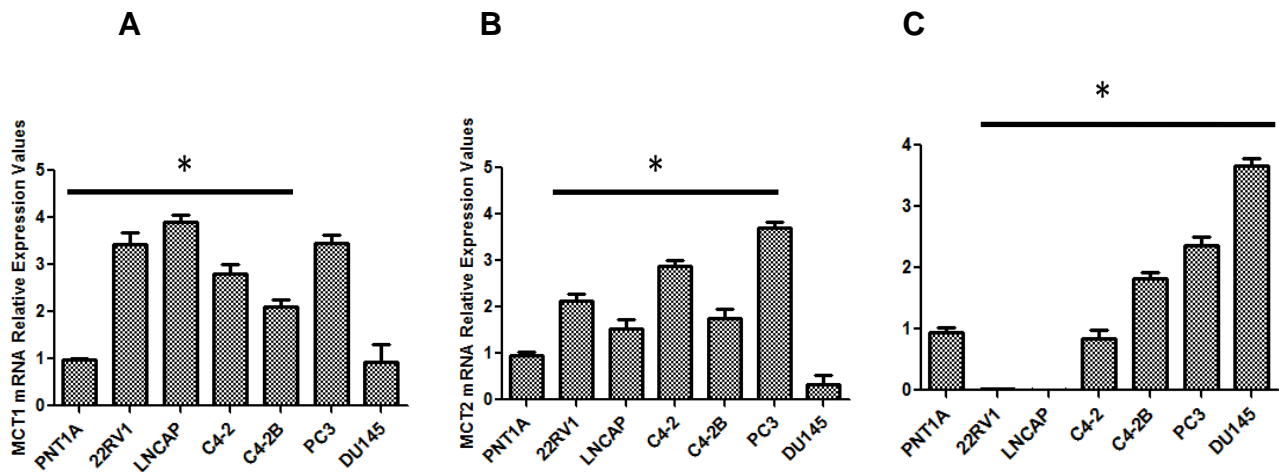 A
B
C
MCT1 mRNA Relative Expression Values
*
5
4
3
2
1
0
PNT1A
22RV1
LNCAP
C4-2
C4-2B
PC3
DU145
MCT2 mRNA Relative Expression Values
*
5
4
3
2
1
0
PNT1A
22RV1
LNCAP
C4-2
C4-2B
PC3
DU145
*
4
3
2
1
0
PNT1A
22RV1
LNCAP
C4-2
C4-2B
PC3
DU145